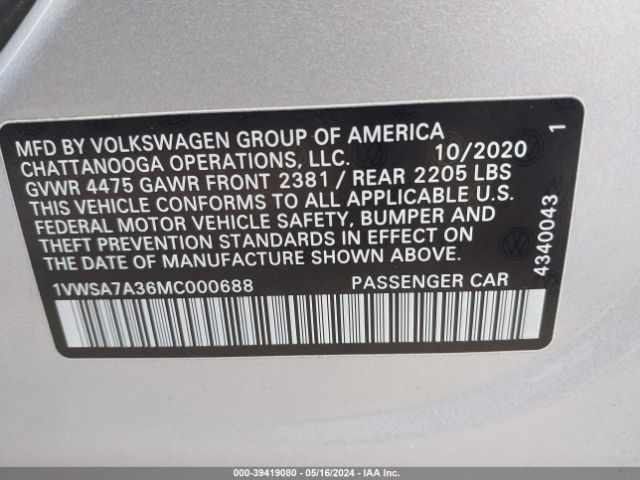 MFD BY VOLKSWAGEN GROUP OF AMERICA
CHATTANOOGA OPERATIONS, LLC. 10/2020
GVWR 4475 GAWR FRONT 2381 / REAR 2205 LBS
THIS VEHICLE CONFORMS TO ALL APPLICABLE U.S.
FEDERAL MOTOR VEHICLE SAFETY, BUMPER AND
THEFT PREVENTION STANDARDS IN EFFECT ON
THE DATE OF MANUFACTURE SHOWN ABOVE.
1VWSA7A36MC000688 PASSENGER CAR
4340043 1
000-39419080 - 05/16/2024 - IAAI.com